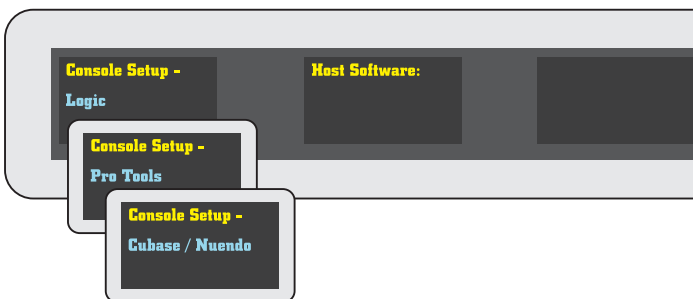 Console Setup -
Logic
Host Software:
Console Setup -
Pro Tools
Console Setup -
Cubase / Nuendo